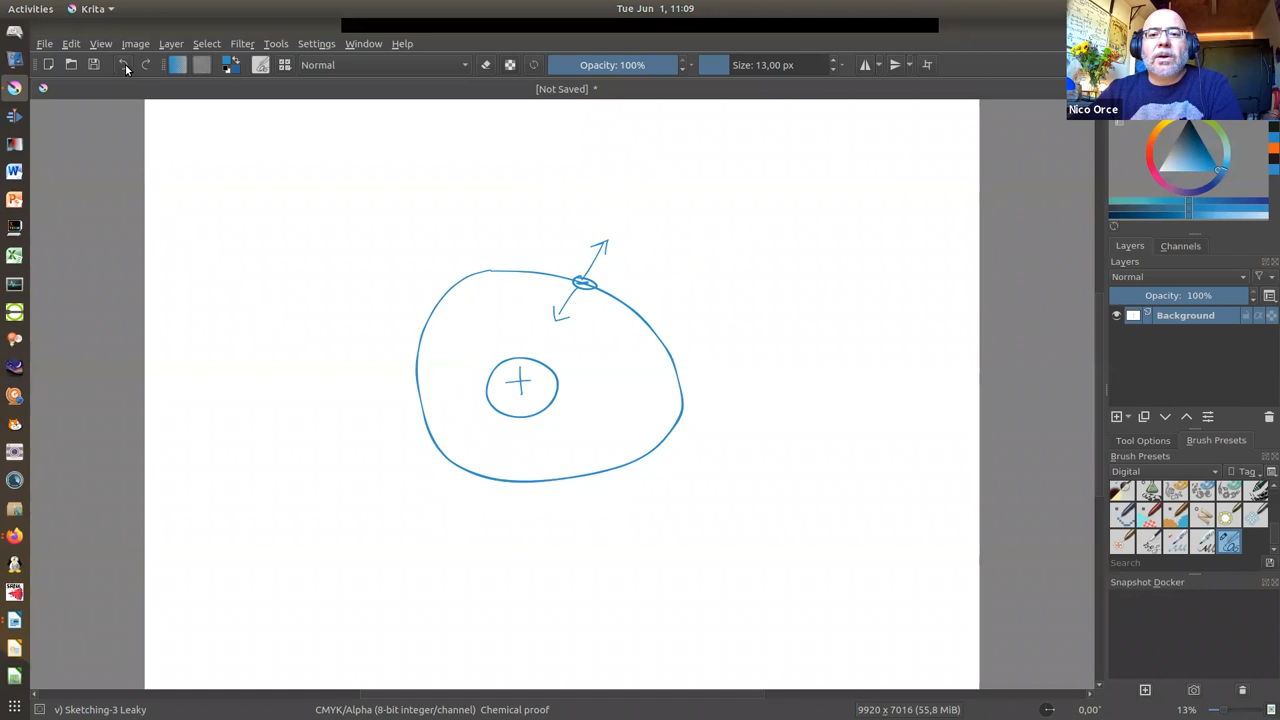 Activities
Krita
Tue Jun 1, 11:09
File Edit View Image Layer Select Filter Tools Settings Window Help
Normal
Opacity: 100%
Size: 13,00 px
[Not Saved] *
Nico Orce
+
Layers Channels
Layers
Normal
Opacity: 100%
Background
Tool Options Brush Presets
Brush Presets
Digital
Tag
Search
Snapshot Docker
v) Sketching-3 Leaky
CMYK/Alpha (8-bit integer/channel) Chemical proof
9920 x 7016 (55,8 MiB)
0,00°
13%